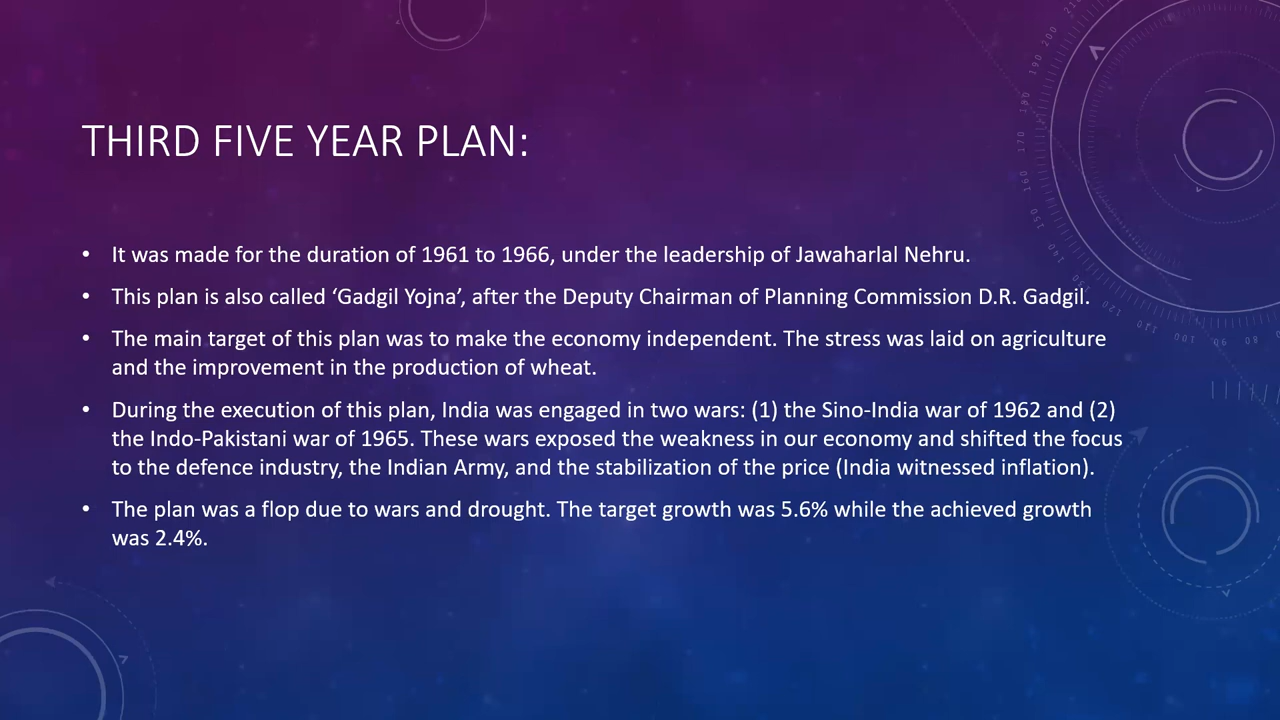 THIRD FIVE YEAR PLAN:
• It was made for the duration of 1961 to 1966, under the leadership of Jawaharlal Nehru.
• This plan is also called ‘Gadgil Yojna’, after the Deputy Chairman of Planning Commission D.R. Gadgil.
• The main target of this plan was to make the economy independent. The stress was laid on agriculture
and the improvement in the production of wheat.
• During the execution of this plan, India was engaged in two wars: (1) the Sino-India war of 1962 and (2)
the Indo-Pakistani war of 1965. These wars exposed the weakness in our economy and shifted the focus
to the defence industry, the Indian Army, and the stabilization of the price (India witnessed inflation).
• The plan was a flop due to wars and drought. The target growth was 5.6% while the achieved growth
was 2.4%.